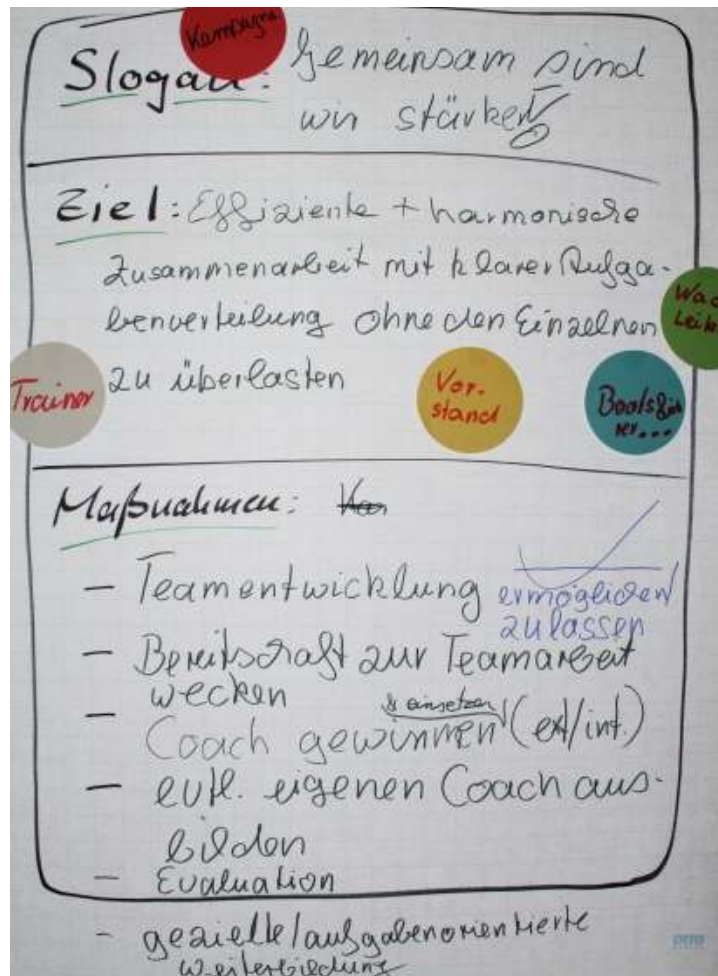 Kampagne
Slogan: Gemeinsam sind
wir stärker!
Ziel: Effiziente + harmonische
Zusammenarbeit mit klarer Aufga-
benverteilung ohne den Einzelnen
zu überlasten
Trainer
Vor-
stand
Maßnahmen:
- Teamentwicklung ermöglichen/
zulassen
- Bereitschaft zur Teamarbeit
wecken
& einsetzen
- Coach gewinnen (ext/int.)
- evtl. eigenen Coach aus-
bilden
- Evaluation
- gezielte/aufgabenorientierte
Weiterbildung